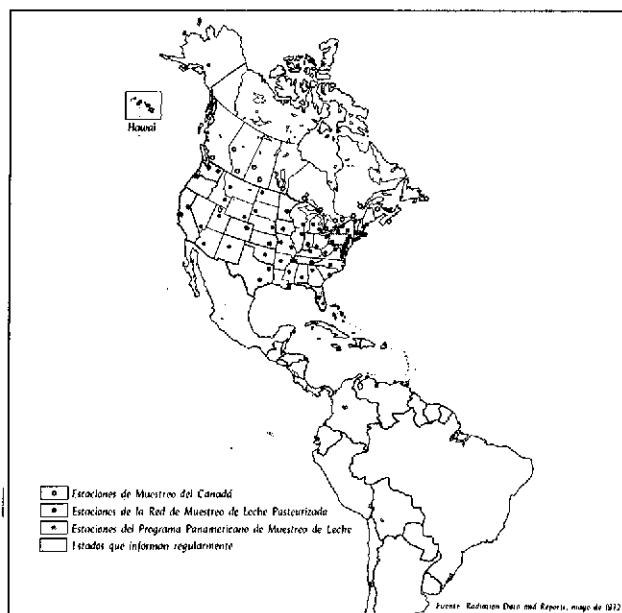 Hawai
Estaciones de Muestreo del Canadá
Estaciones de la Red de Muestreo de Leche Pasteurizada
Estaciones del Programa Panamericano de Muestreo de Leche
Estados que informan regularmente
Fuente: Radiation Data and Reports, mayo de 1972